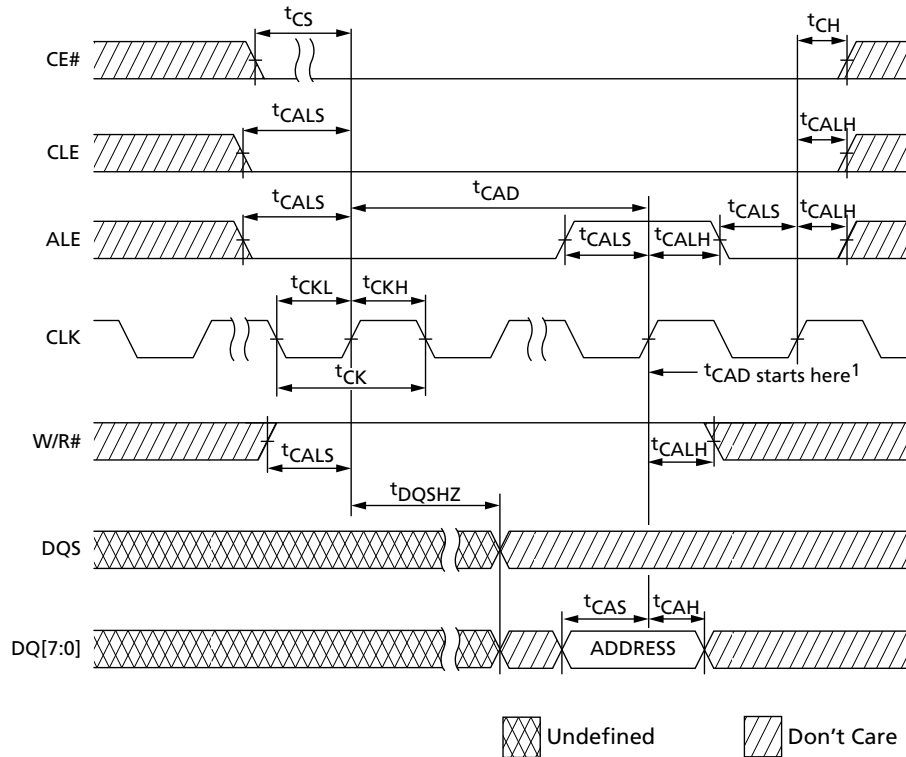 tCS
tCH
CE#
tCALS
tCALH
CLE
tCALS
tCAD
tCALS
tCALH
ALE
tCALS
tCALH
tCKL
tCKH
CLK
tCK
tCAD starts here1
W/R#
tCALS
tCALH
tDQSHZ
DQS
tCAS
tCAH
DQ[7:0]
ADDRESS
Undefined
Don't Care